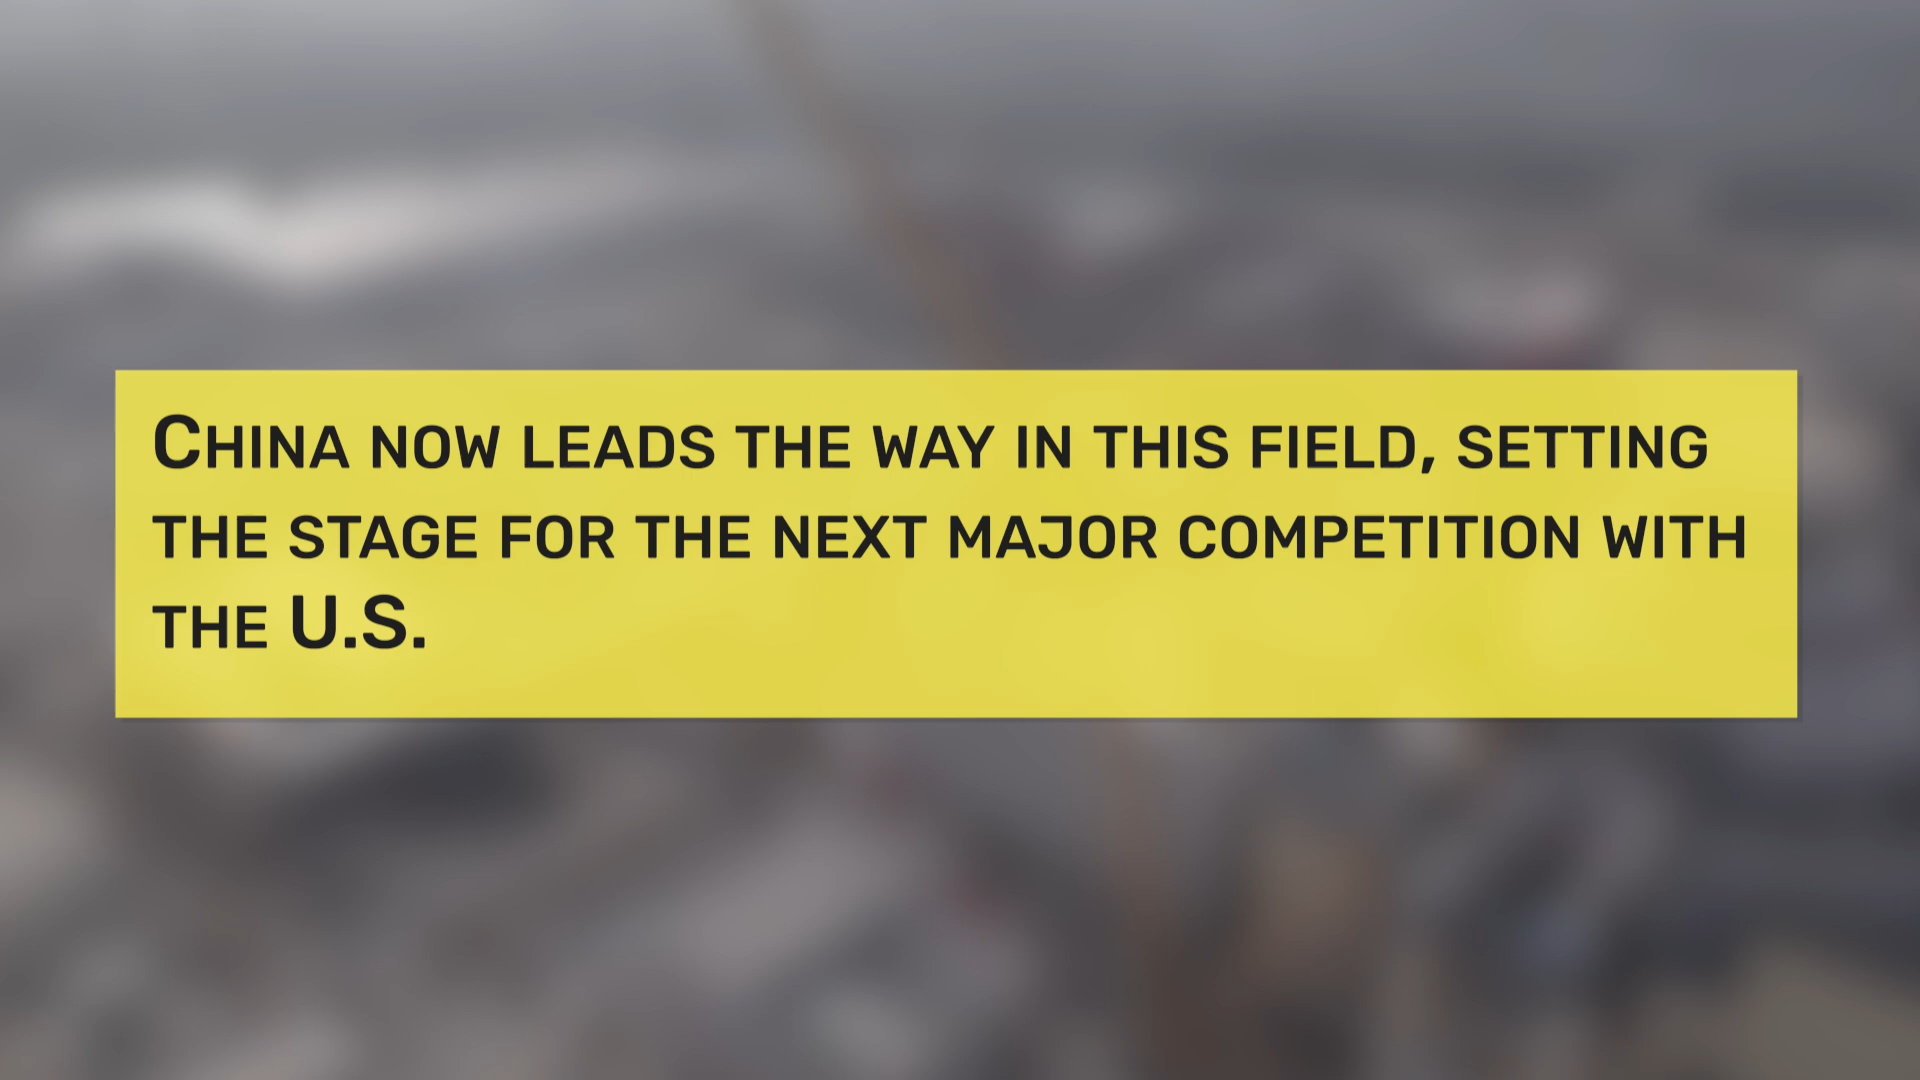 China now leads the way in this field, setting
the stage for the next major competition with
the U.S.